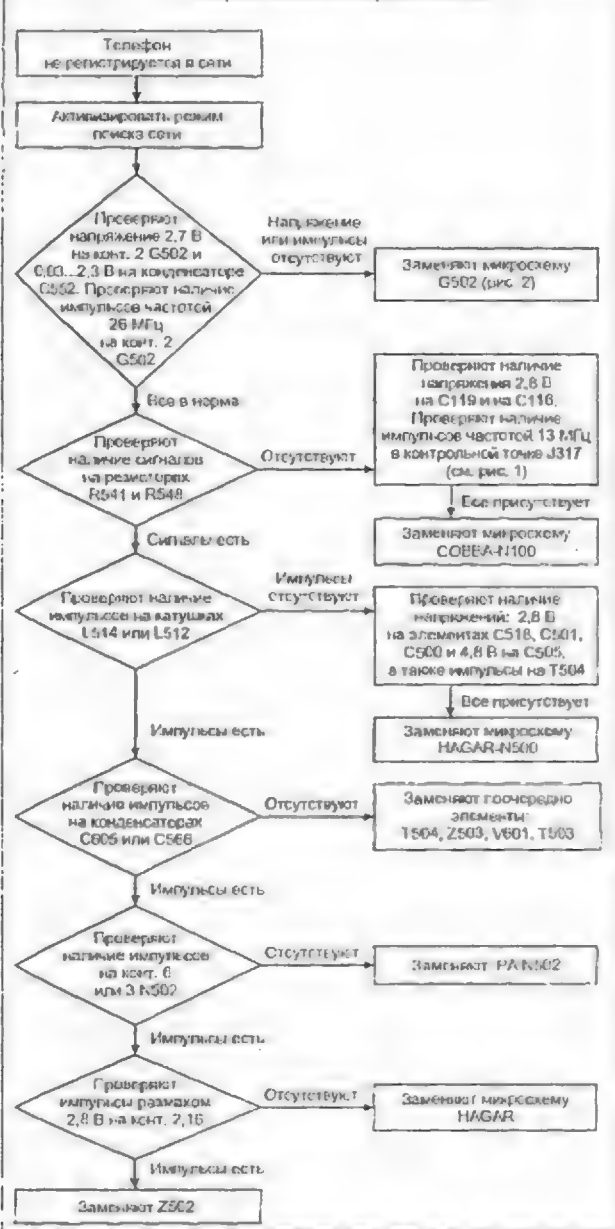 Телефон
не регистрируется в сети
Активизировать режим
поиска сети
Проверяют
напряжение 2,7 В
на конт. 2 G502 и
0,03...2,3 В на конденсаторе
C552. Проверяют наличие
импульсов частотой
26 МГц
на конт. 2
G502
Напряжение
или импульсы
отсутствуют
Заменяют микросхему
G502 (рис. 2)
Все в норма
Проверяют
наличие сигналов
на резисторах
R541 и R548
Отсутствуют
Проверяют наличие
напряжения 2,8 В
на C119 и на C116.
Проверяют наличие
импульсов частотой 13 МГц
в контрольной точке J317
(см. рис. 1)
Все присутствует
Заменяют микросхему
COBBA-N100
Сигналы есть
Проверяют наличие
импульсов на катушках
L514 или L512
Импульсы
отсутствуют
Проверяют наличие
напряжений: 2,8 В
на элементах C518, C501,
C500 и 4,8 В на C505,
а также импульсы на T504
Все присутствует
Заменяют микросхему
HAGAR-N500
Импульсы есть
Проверяют
наличие импульсов
на конденсаторах
C605 или C566
Отсутствуют
Заменяют поочередно
элементы:
T504, Z503, V601, T503
Импульсы есть
Проверяют
наличие импульсов
на конт. 6
или 3 N502
Отсутствуют
Заменяют PA N502
Импульсы есть
Проверяют
импульсы размахом
2,8 В на конт. 2,16
Отсутствуют
Заменяют микросхему
HAGAR
Импульсы есть
Заменяют Z502